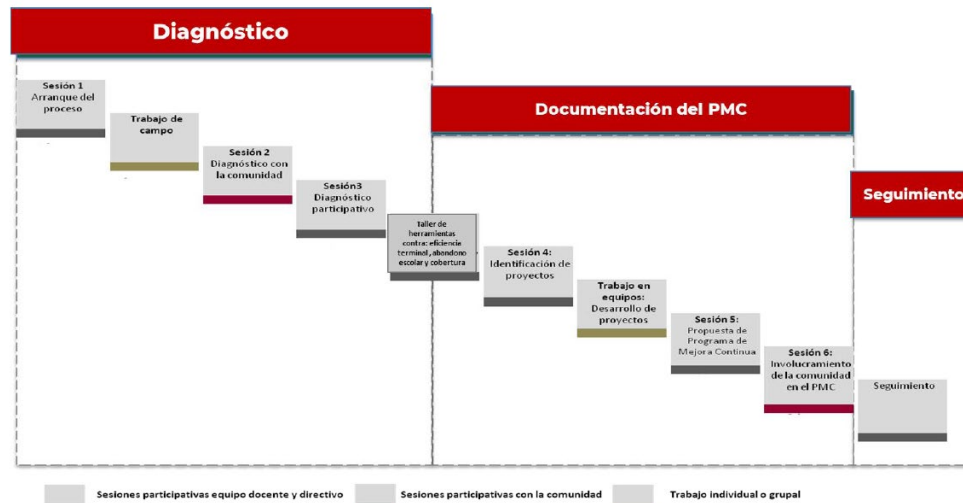 Diagnóstico
Sesión 1
Arranque del
proceso
Trabajo de
campo
Sesión 2
Diagnóstico con
la comunidad
Sesión3
Diagnóstico
participativo
Taller de
herramientas
contra: eficiencia
terminal, abandono
escolar y cobertura
Documentación del PMC
Sesión 4:
Identificación de
proyectos
Trabajo en
equipos:
Desarrollo de
proyectos
Sesión 5:
Propuesta de
Programa de
Mejora Continua
Sesión 6:
Involucramiento
de la comunidad
en el PMC
Seguimiento
Seguimiento
Sesiones participativas equipo docente y directivo
Sesiones participativas con la comunidad
Trabajo individual o grupal